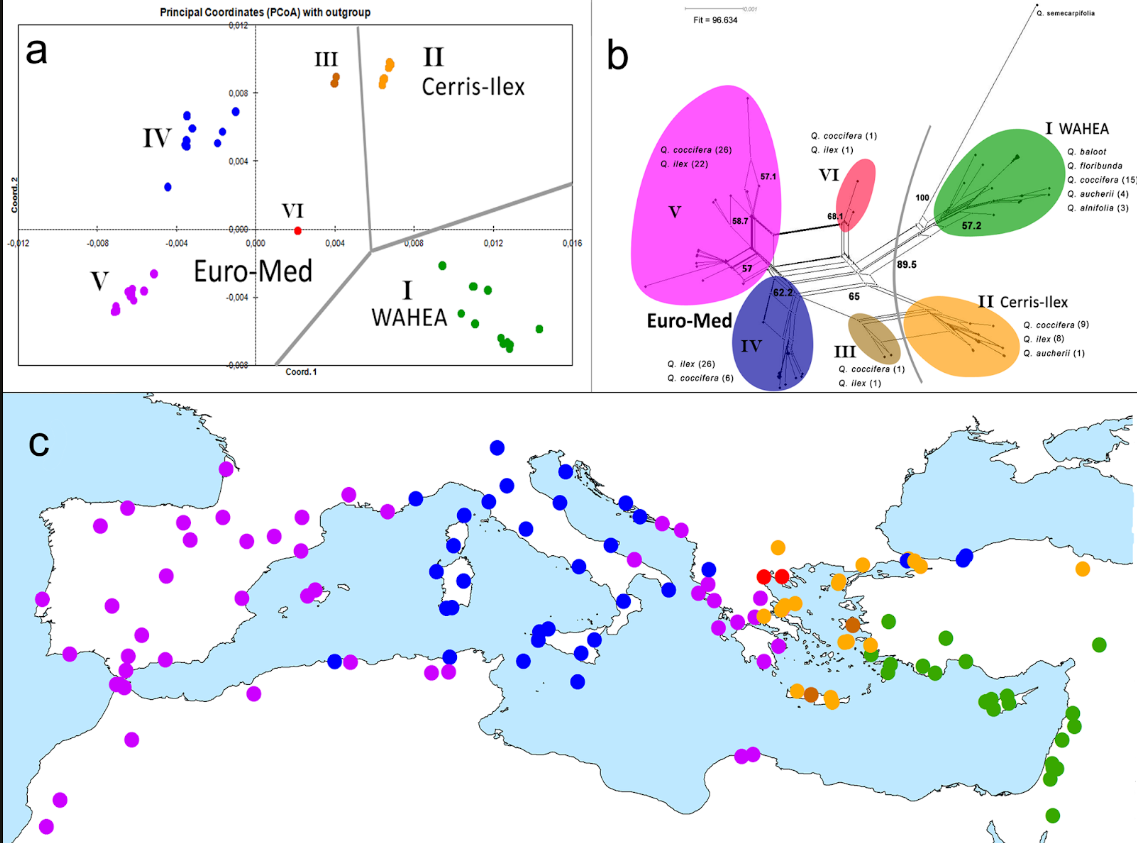 a
Principal Coordinates (PCoA) with outgroup
0,012
0,008
0,004
0,000
-0,004
-0,008
-0,012
-0,008
-0,004
0,000
0,004
0,012
0,016
Coord. 2
Coord. 1
III
II
Cerris-Ilex
IV
VI
V
Euro-Med
I
WAHEA
b
0,001
Fit = 96.634
Q. semecarpifolia
I WAHEA
Q. baloot
Q. floribunda
Q. coccifera (15)
Q. aucherii (4)
Q. alnifolia (3)
Q. coccifera (1)
Q. ilex (1)
VI
Q. coccifera (26)
Q. ilex (22)
V
57.1
58.7
57
68.1
100
57.2
89.5
62.2
65
Euro-Med
II Cerris-Ilex
Q. coccifera (9)
Q. ilex (8)
Q. aucherii (1)
IV
Q. ilex (26)
Q. coccifera (6)
III
Q. coccifera (1)
Q. ilex (1)
c